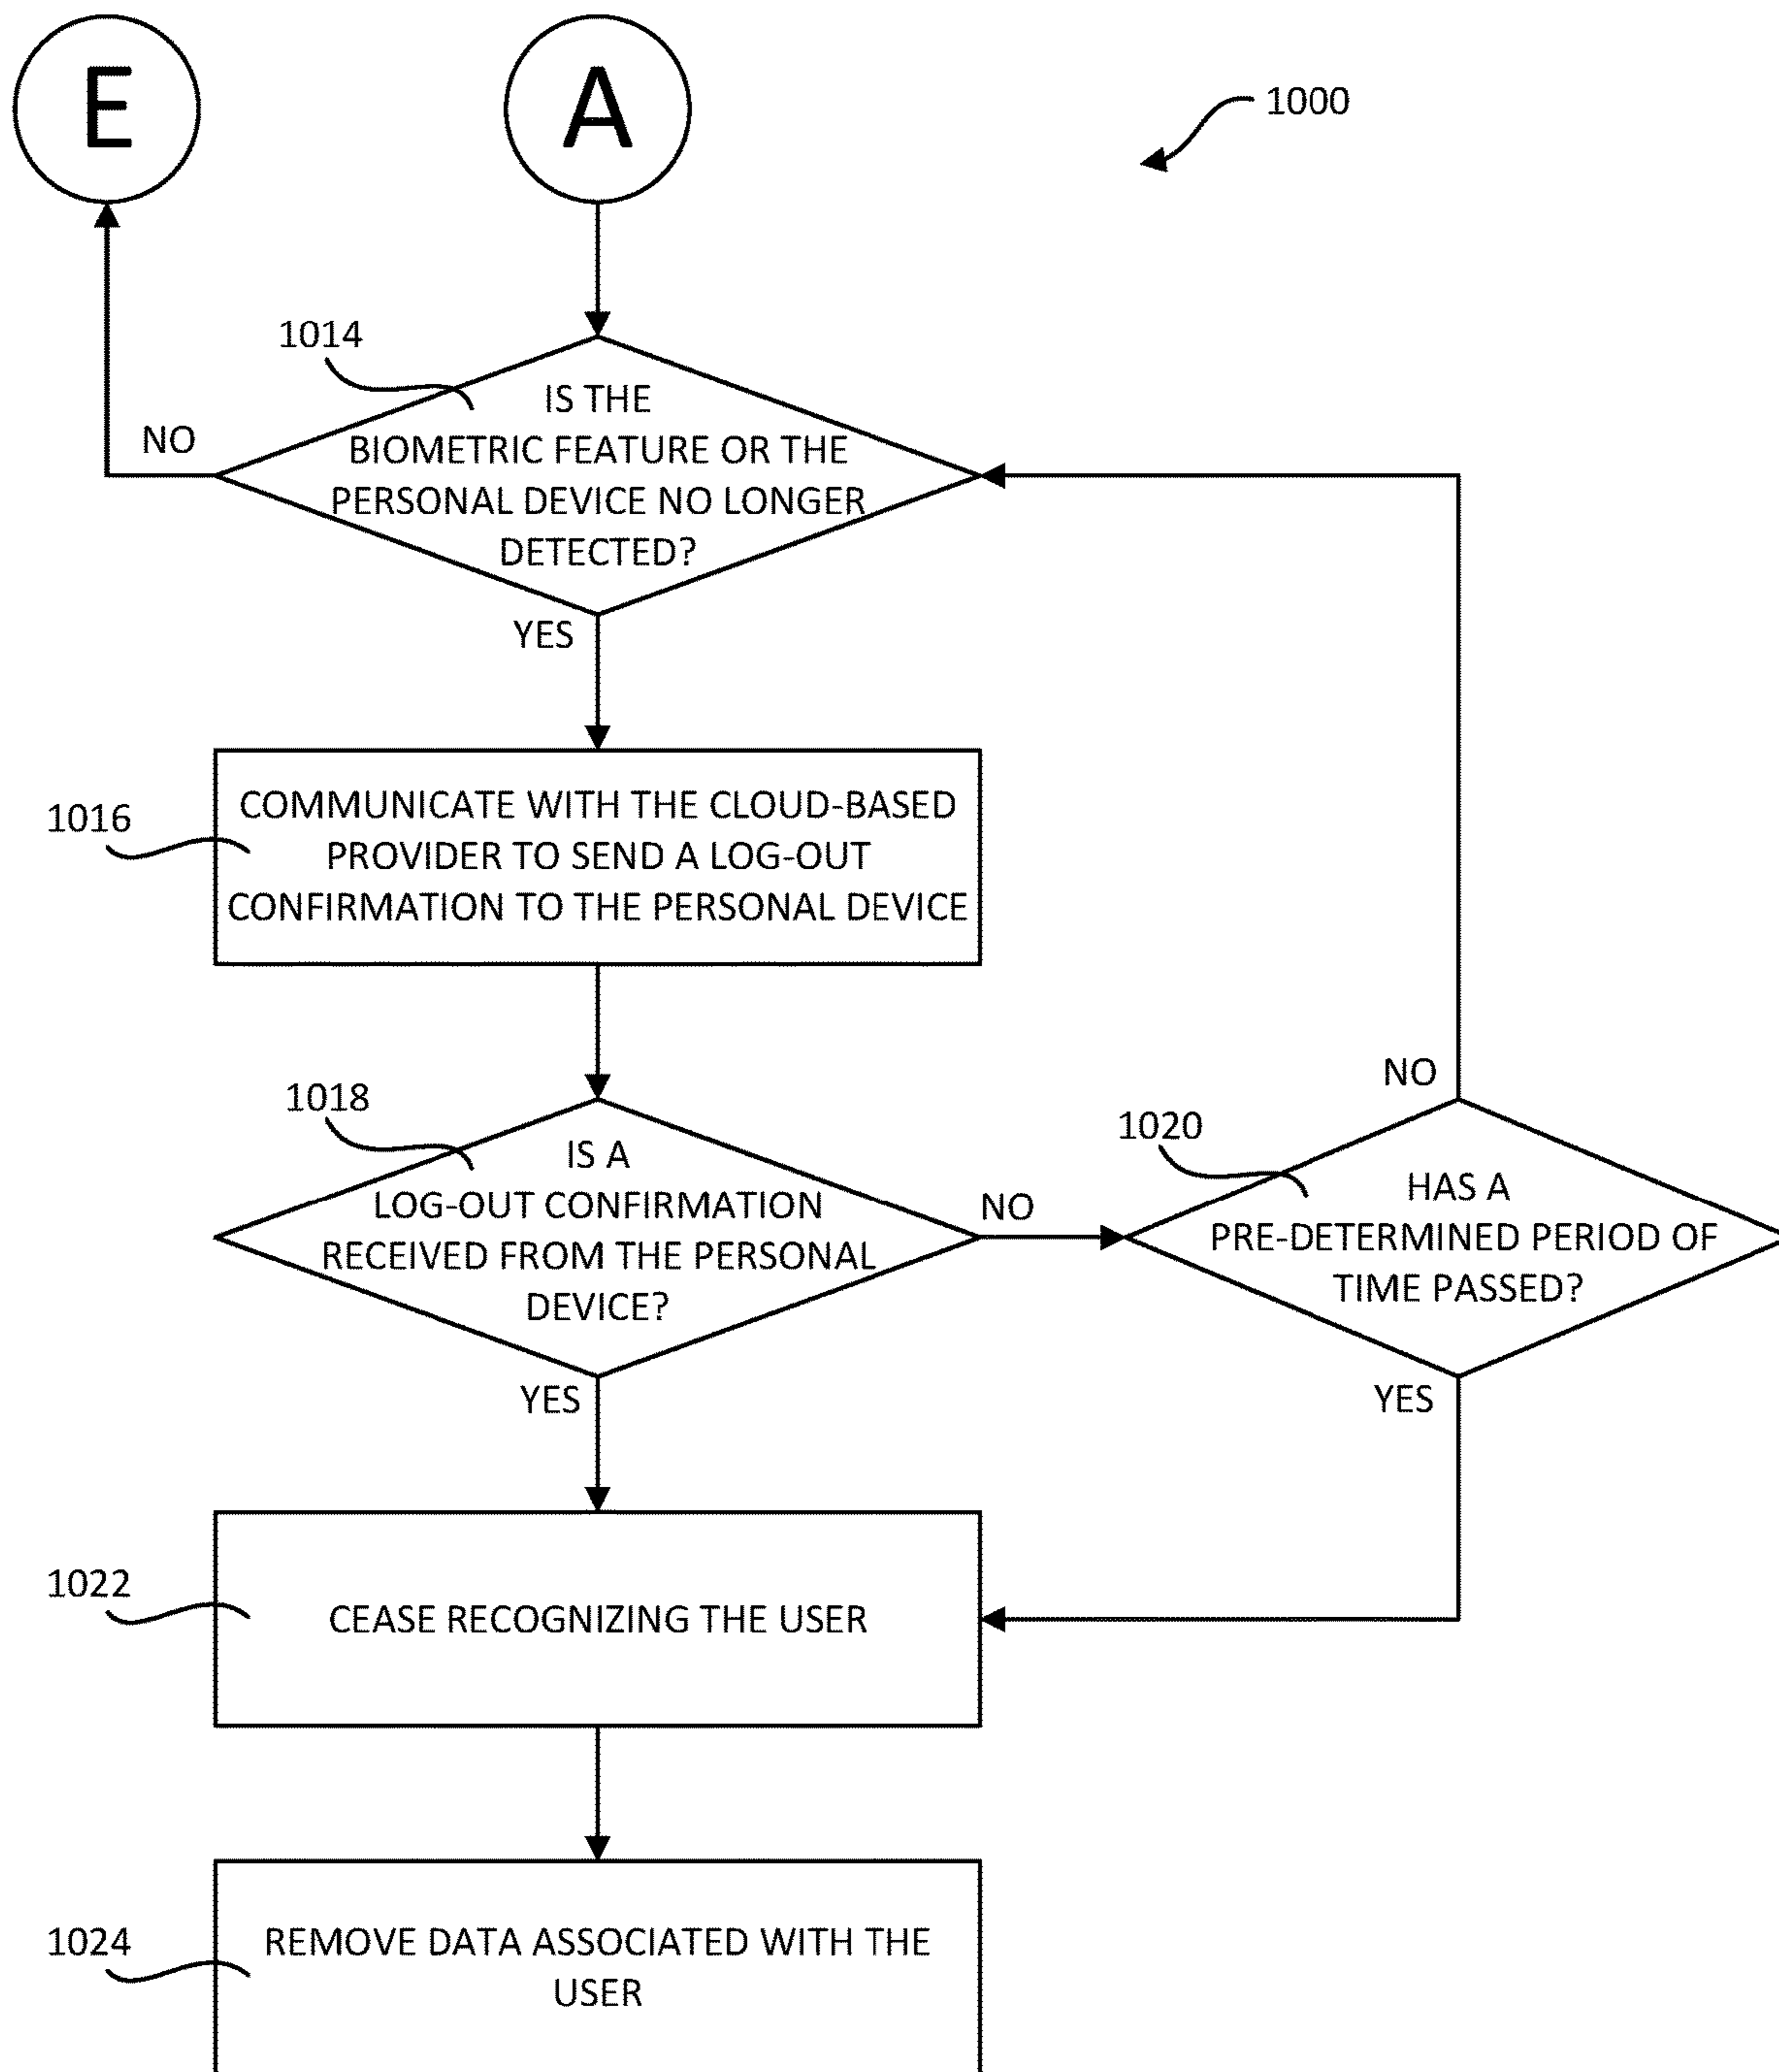 E
A
1000
1014
IS THE
BIOMETRIC FEATURE OR THE
PERSONAL DEVICE NO LONGER
DETECTED?
NO
YES
1016
COMMUNICATE WITH THE CLOUD-BASED
PROVIDER TO SEND A LOG-OUT
CONFIRMATION TO THE PERSONAL DEVICE
1018
IS A
LOG-OUT CONFIRMATION
RECEIVED FROM THE PERSONAL
DEVICE?
NO
YES
1020
HAS A
PRE-DETERMINED PERIOD OF
TIME PASSED?
NO
YES
1022
CEASE RECOGNIZING THE USER
1024
REMOVE DATA ASSOCIATED WITH THE
USER